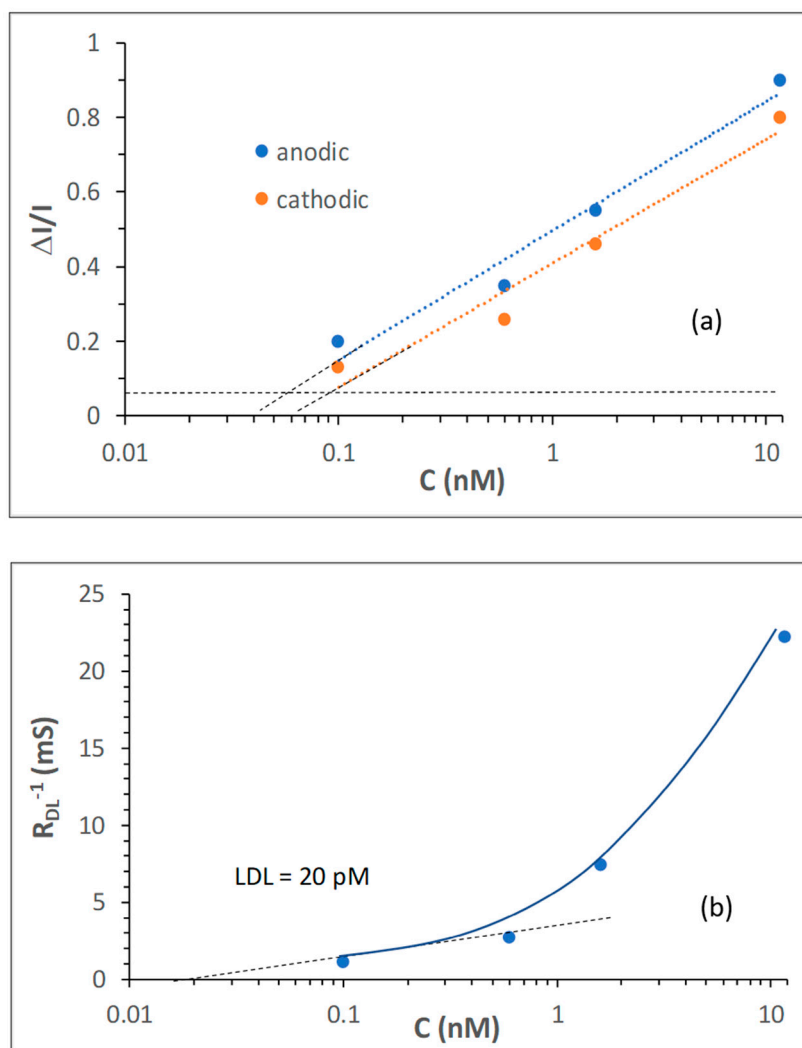 1
0.8
0.6
0.4
0.2
0
ΔI/I
anodic
cathodic
(a)
0.01 0.1 1 10
C (nM)
25
20
15
10
5
0
R_DL^-1 (mS)
LDL = 20 pM
(b)
0.01 0.1 1 10
C (nM)